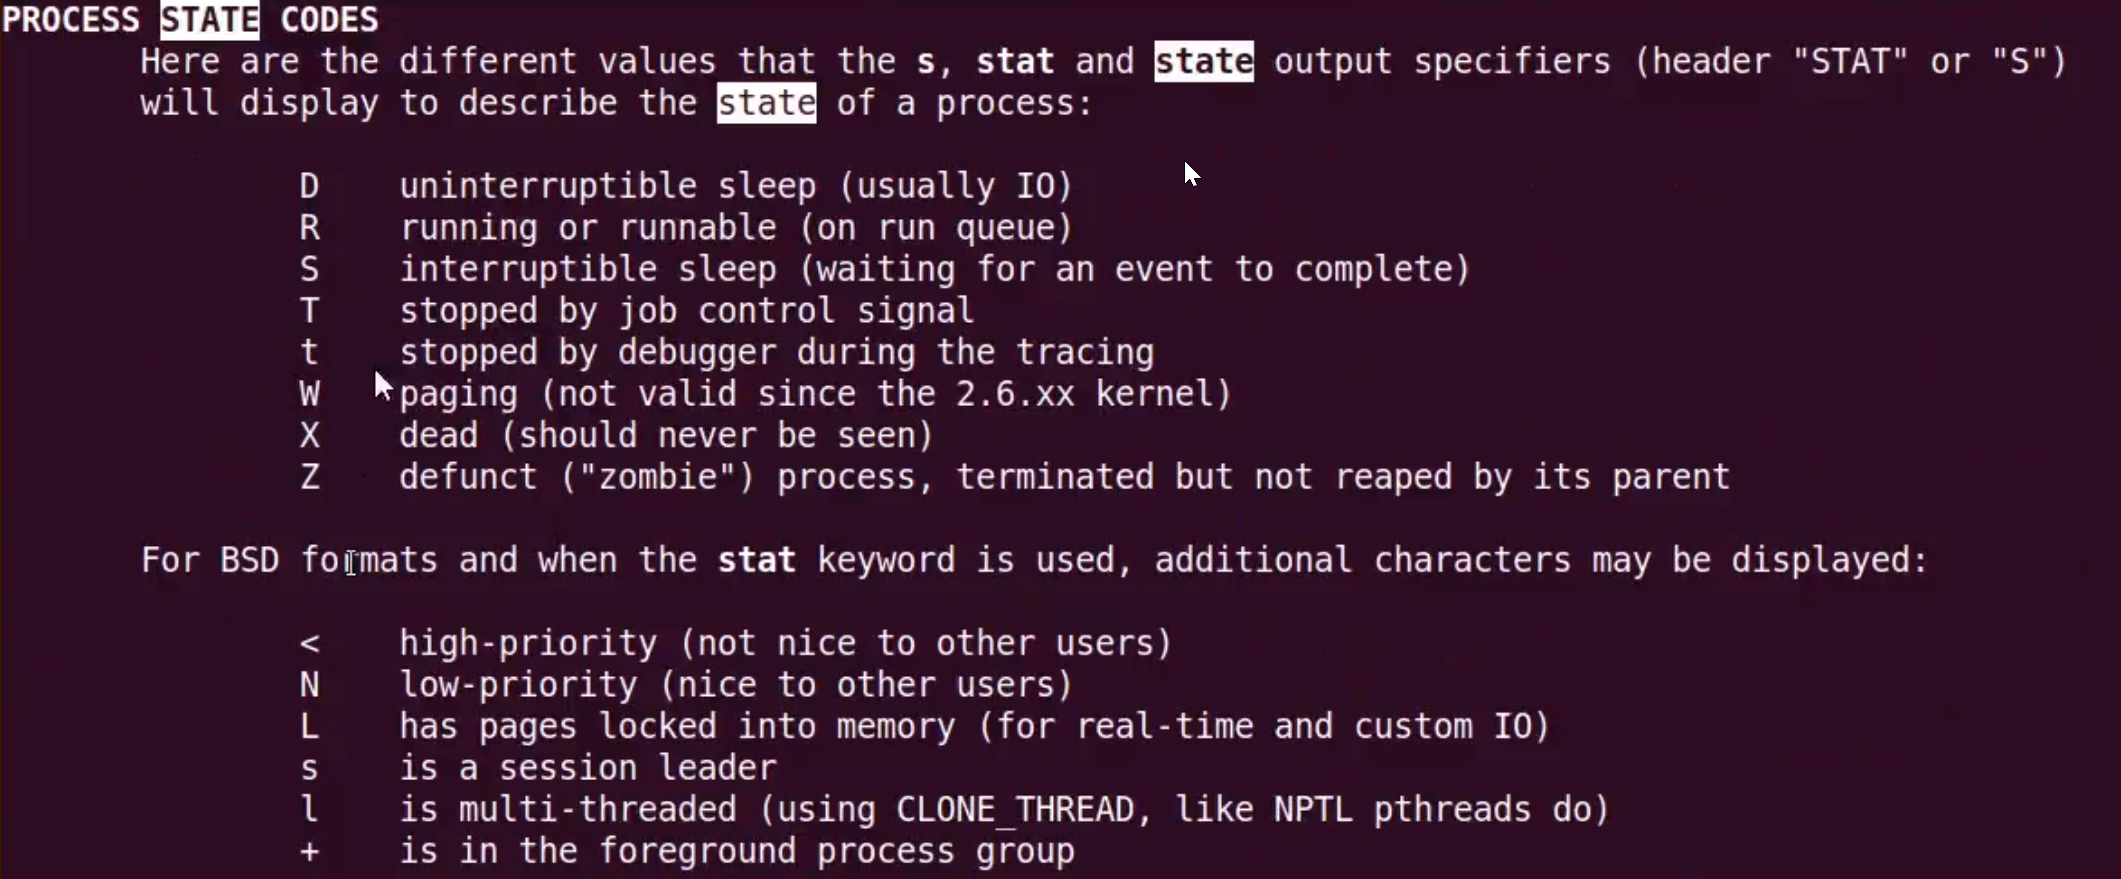 PROCESS STATE CODES
Here are the different values that the s, stat and state output specifiers (header "STAT" or "S")
will display to describe the state of a process:
D uninterruptible sleep (usually IO)
R running or runnable (on run queue)
S interruptible sleep (waiting for an event to complete)
T stopped by job control signal
t stopped by debugger during the tracing
W paging (not valid since the 2.6.xx kernel)
X dead (should never be seen)
Z defunct ("zombie") process, terminated but not reaped by its parent
For BSD formats and when the stat keyword is used, additional characters may be displayed:
< high-priority (not nice to other users)
N low-priority (nice to other users)
L has pages locked into memory (for real-time and custom IO)
s is a session leader
l is multi-threaded (using CLONE_THREAD, like NPTL pthreads do)
+ is in the foreground process group